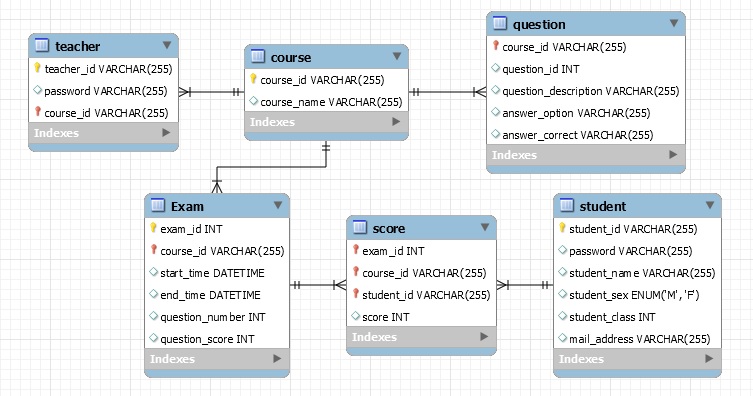 teacher
teacher_id VARCHAR(255)
password VARCHAR(255)
course_id VARCHAR(255)
Indexes
course
course_id VARCHAR(255)
course_name VARCHAR(255)
Indexes
question
course_id VARCHAR(255)
question_id INT
question_description VARCHAR(255)
answer_option VARCHAR(255)
answer_correct VARCHAR(255)
Indexes
Exam
exam_id INT
course_id VARCHAR(255)
start_time DATETIME
end_time DATETIME
question_number INT
question_score INT
Indexes
score
exam_id INT
course_id VARCHAR(255)
student_id VARCHAR(255)
score INT
Indexes
student
student_id VARCHAR(255)
password VARCHAR(255)
student_name VARCHAR(255)
student_sex ENUM('M', 'F')
student_class INT
mail_address VARCHAR(255)
Indexes